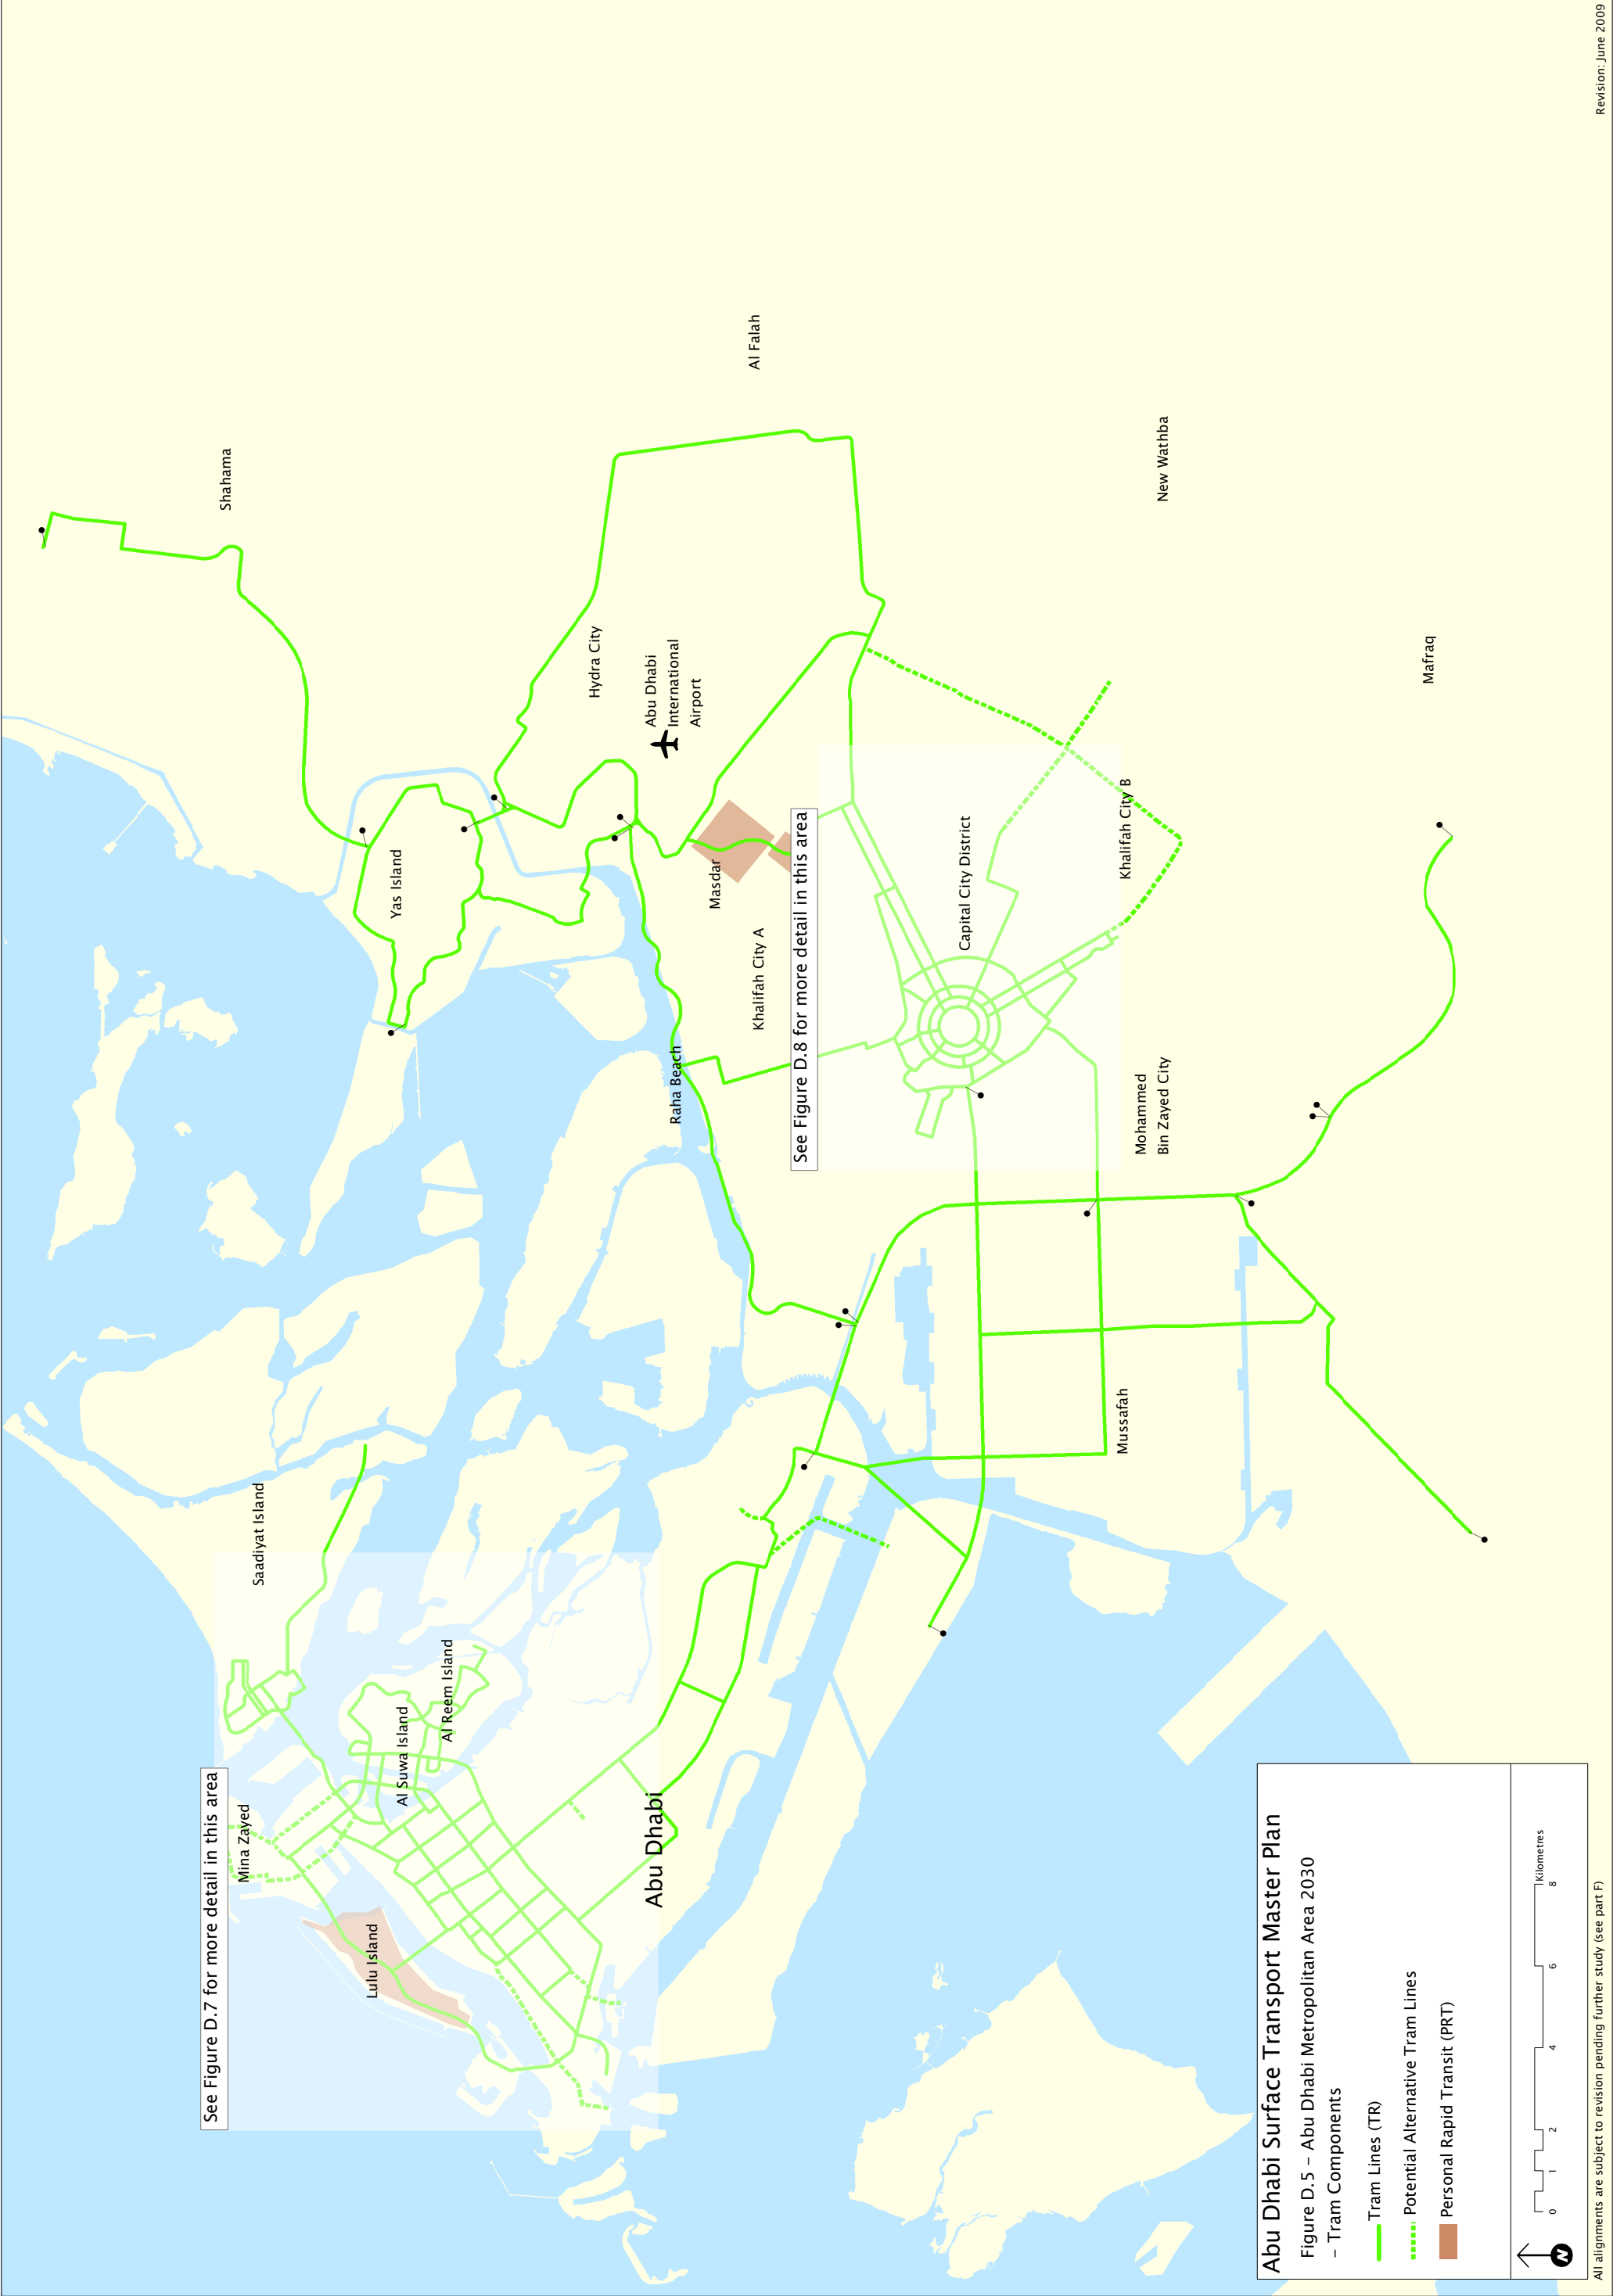 Shahama
Al Falah
Hydra City
Abu Dhabi
International
Airport
New Wathba
Mafraq
Yas Island
Masdar
Khalifah City A
See Figure D.8 for more detail in this area
Capital City District
Khalifah City B
Raha Beach
Mohammed
Bin Zayed City
Mussafah
Saadiyat Island
Al Reem Island
Al Suwa Island
See Figure D.7 for more detail in this area
Mina Zayed
Lulu Island
Abu Dhabi
Abu Dhabi Surface Transport Master Plan
Figure D.5 – Abu Dhabi Metropolitan Area 2030
– Tram Components
Tram Lines (TR)
Potential Alternative Tram Lines
Personal Rapid Transit (PRT)
N
0 1 2 4 6 8
Kilometres
All alignments are subject to revision pending further study (see part F)
Revision: June 2009